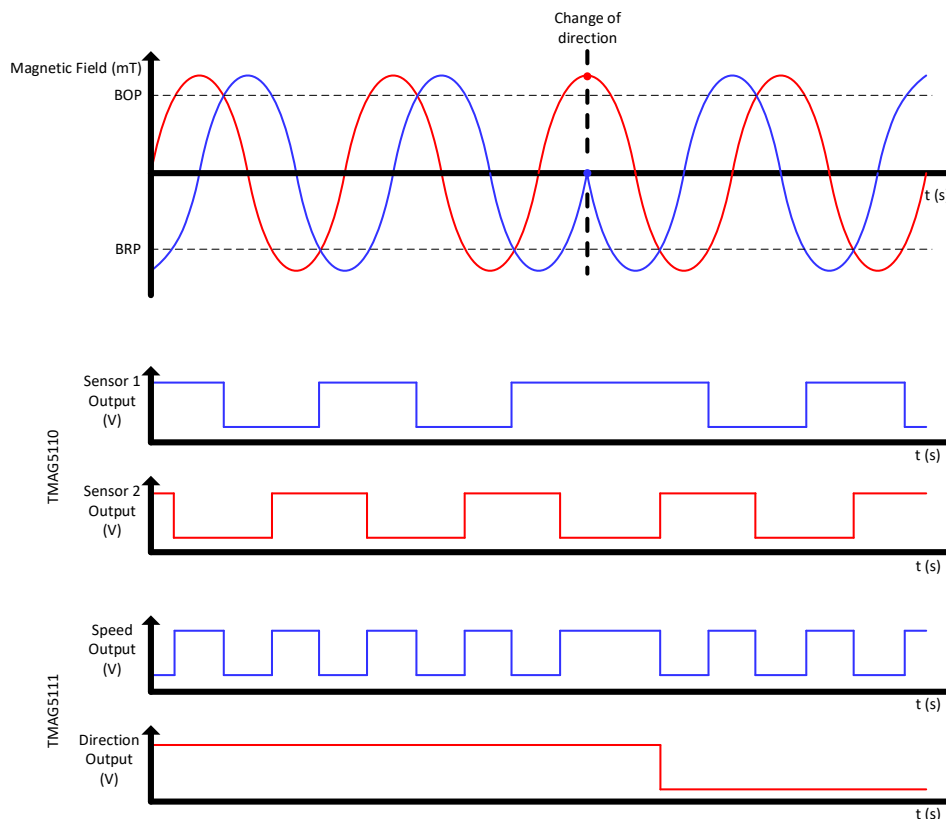 Change of
direction
Magnetic Field (mT)
BOP
t (s
BRP
Sensor 1
Output
(V)
t (s)
TMAG5110
Sensor 2
Output
(V)
t (s)
Speed
Output
(V)
t (s)
TMAG5111
Direction
Output
(V)
t (s)